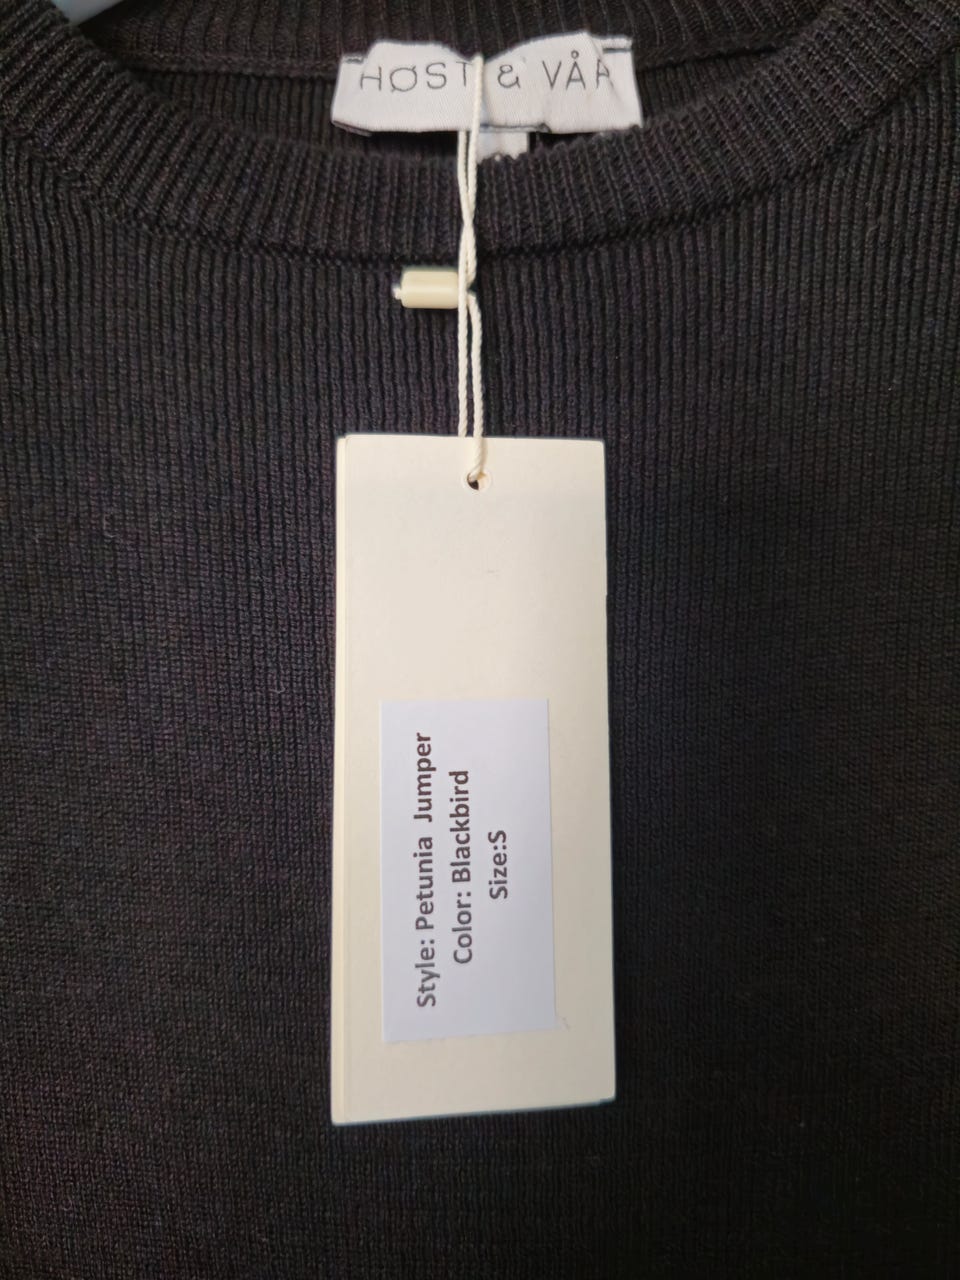 HØST & VÅR
Style: Petunia Jumper
Color: Blackbird
Size:S